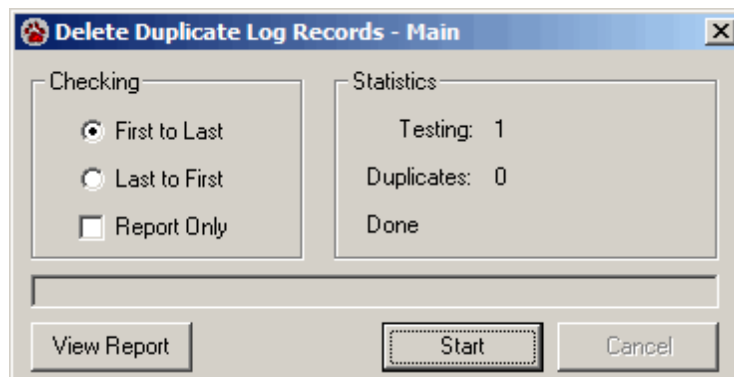 Delete Duplicate Log Records - Main
Checking
First to Last
Last to First
Report Only
Statistics
Testing: 1
Duplicates: 0
Done
View Report
Start
Cancel